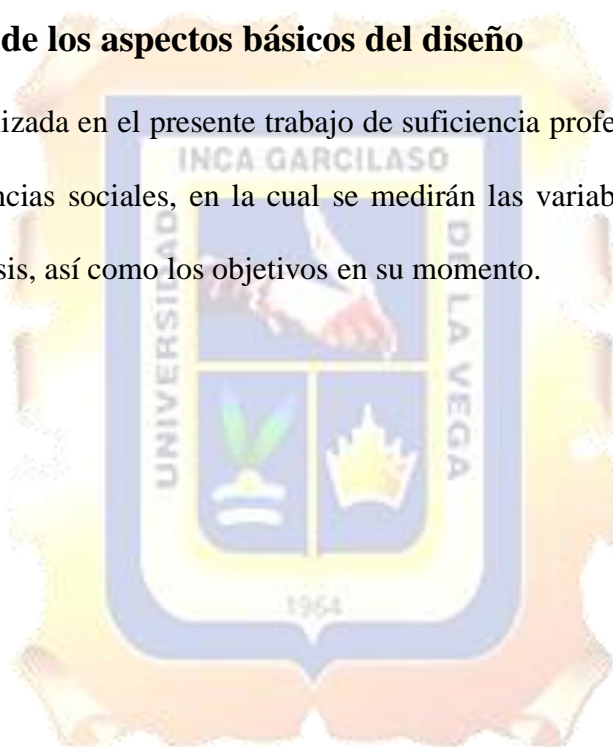 de los aspectos básicos del diseño
izada en el presente trabajo de suficiencia profe
INCA GARCILASO
ncias sociales, en la cual se medirán las variab
sis, así como los objetivos en su momento.
UNIVERSIDAD
DE LA VEGA
1964